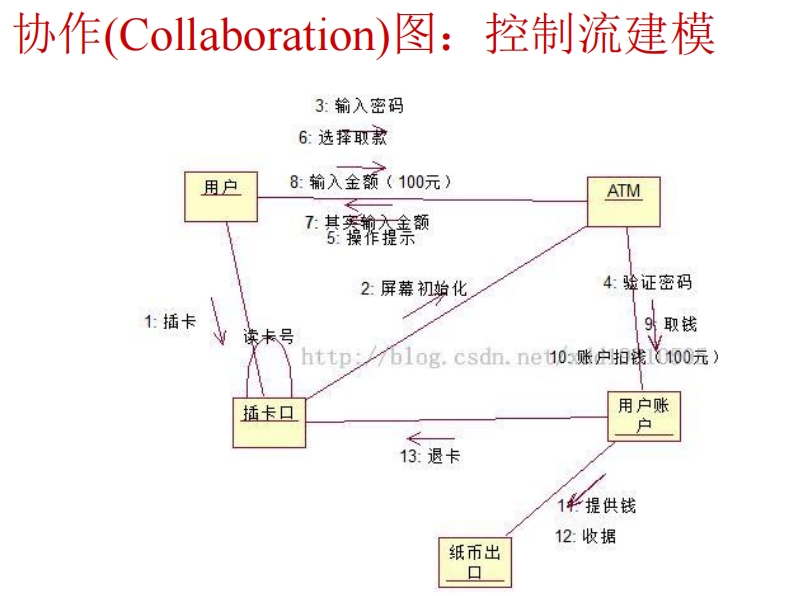 协作(Collaboration)图：控制流建模
3: 输入密码
6: 选择取款
用户
8: 输入金额（100元）
ATM
7: 其实输入金额
5: 操作提示
2: 屏幕初始化
4: 验证密码
1: 插卡
9: 取钱
读卡号
http://blog.csdn.net/
10: 账户扣钱（100元）
插卡口
用户账
户
13: 退卡
11: 提供钱
12: 收据
纸币出
口